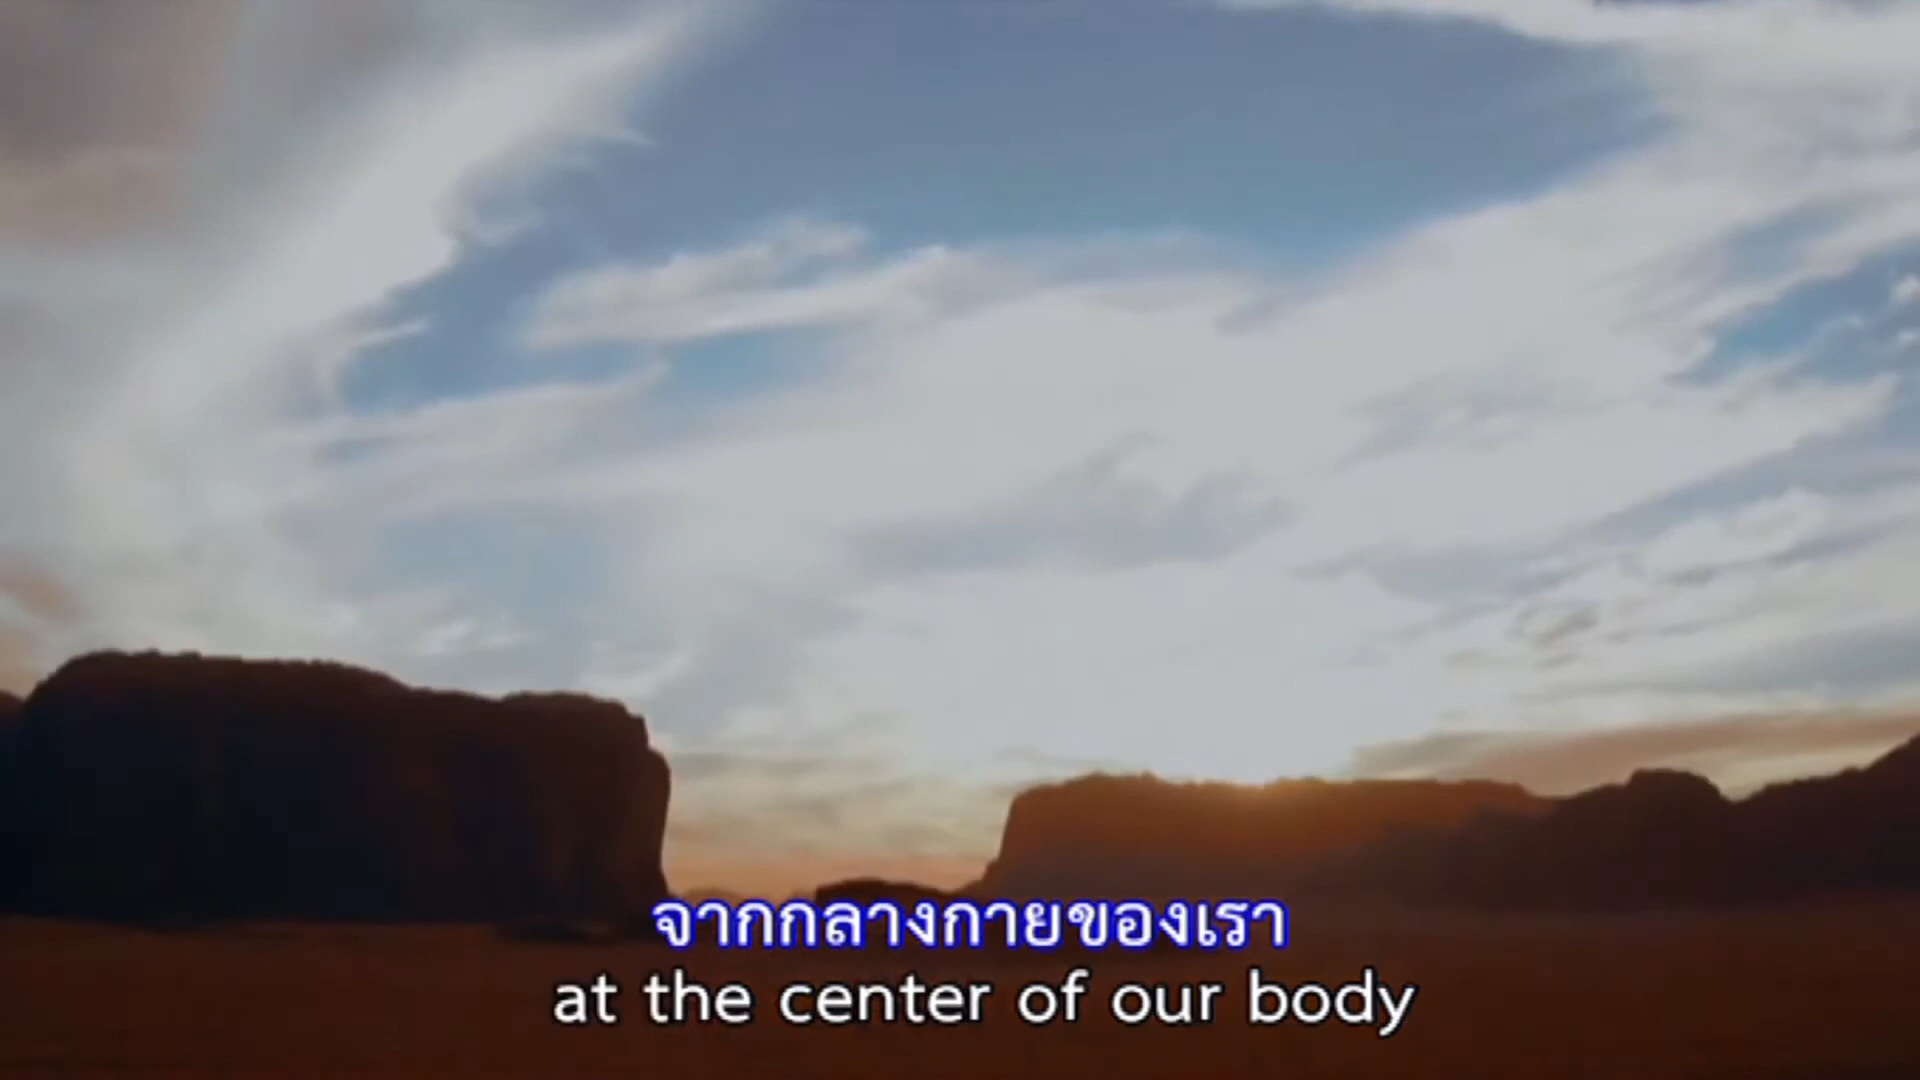 จากกลางกายของเรา
at the center of our body